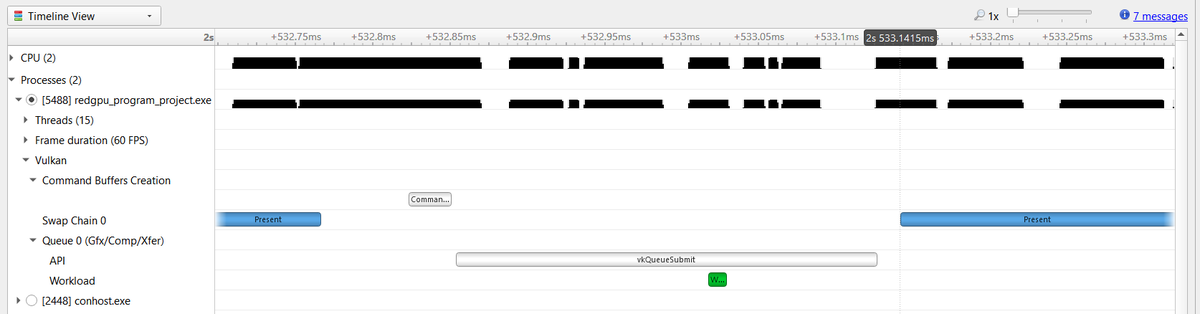 Timeline View 1x 7 messages
2s +532.75ms +532.8ms +532.85ms +532.9ms +532.95ms +533ms +533.05ms +533.1ms 2s 533.1415ms +533.2ms +533.25ms +533.3ms
CPU (2)
Processes (2)
[5488] redgpu_program_project.exe
Threads (15)
Frame duration (60 FPS)
Vulkan
Command Buffers Creation
Comman...
Swap Chain 0 Present Present
Queue 0 (Gfx/Comp/Xfer)
API vkQueueSubmit
Workload W...
[2448] conhost.exe